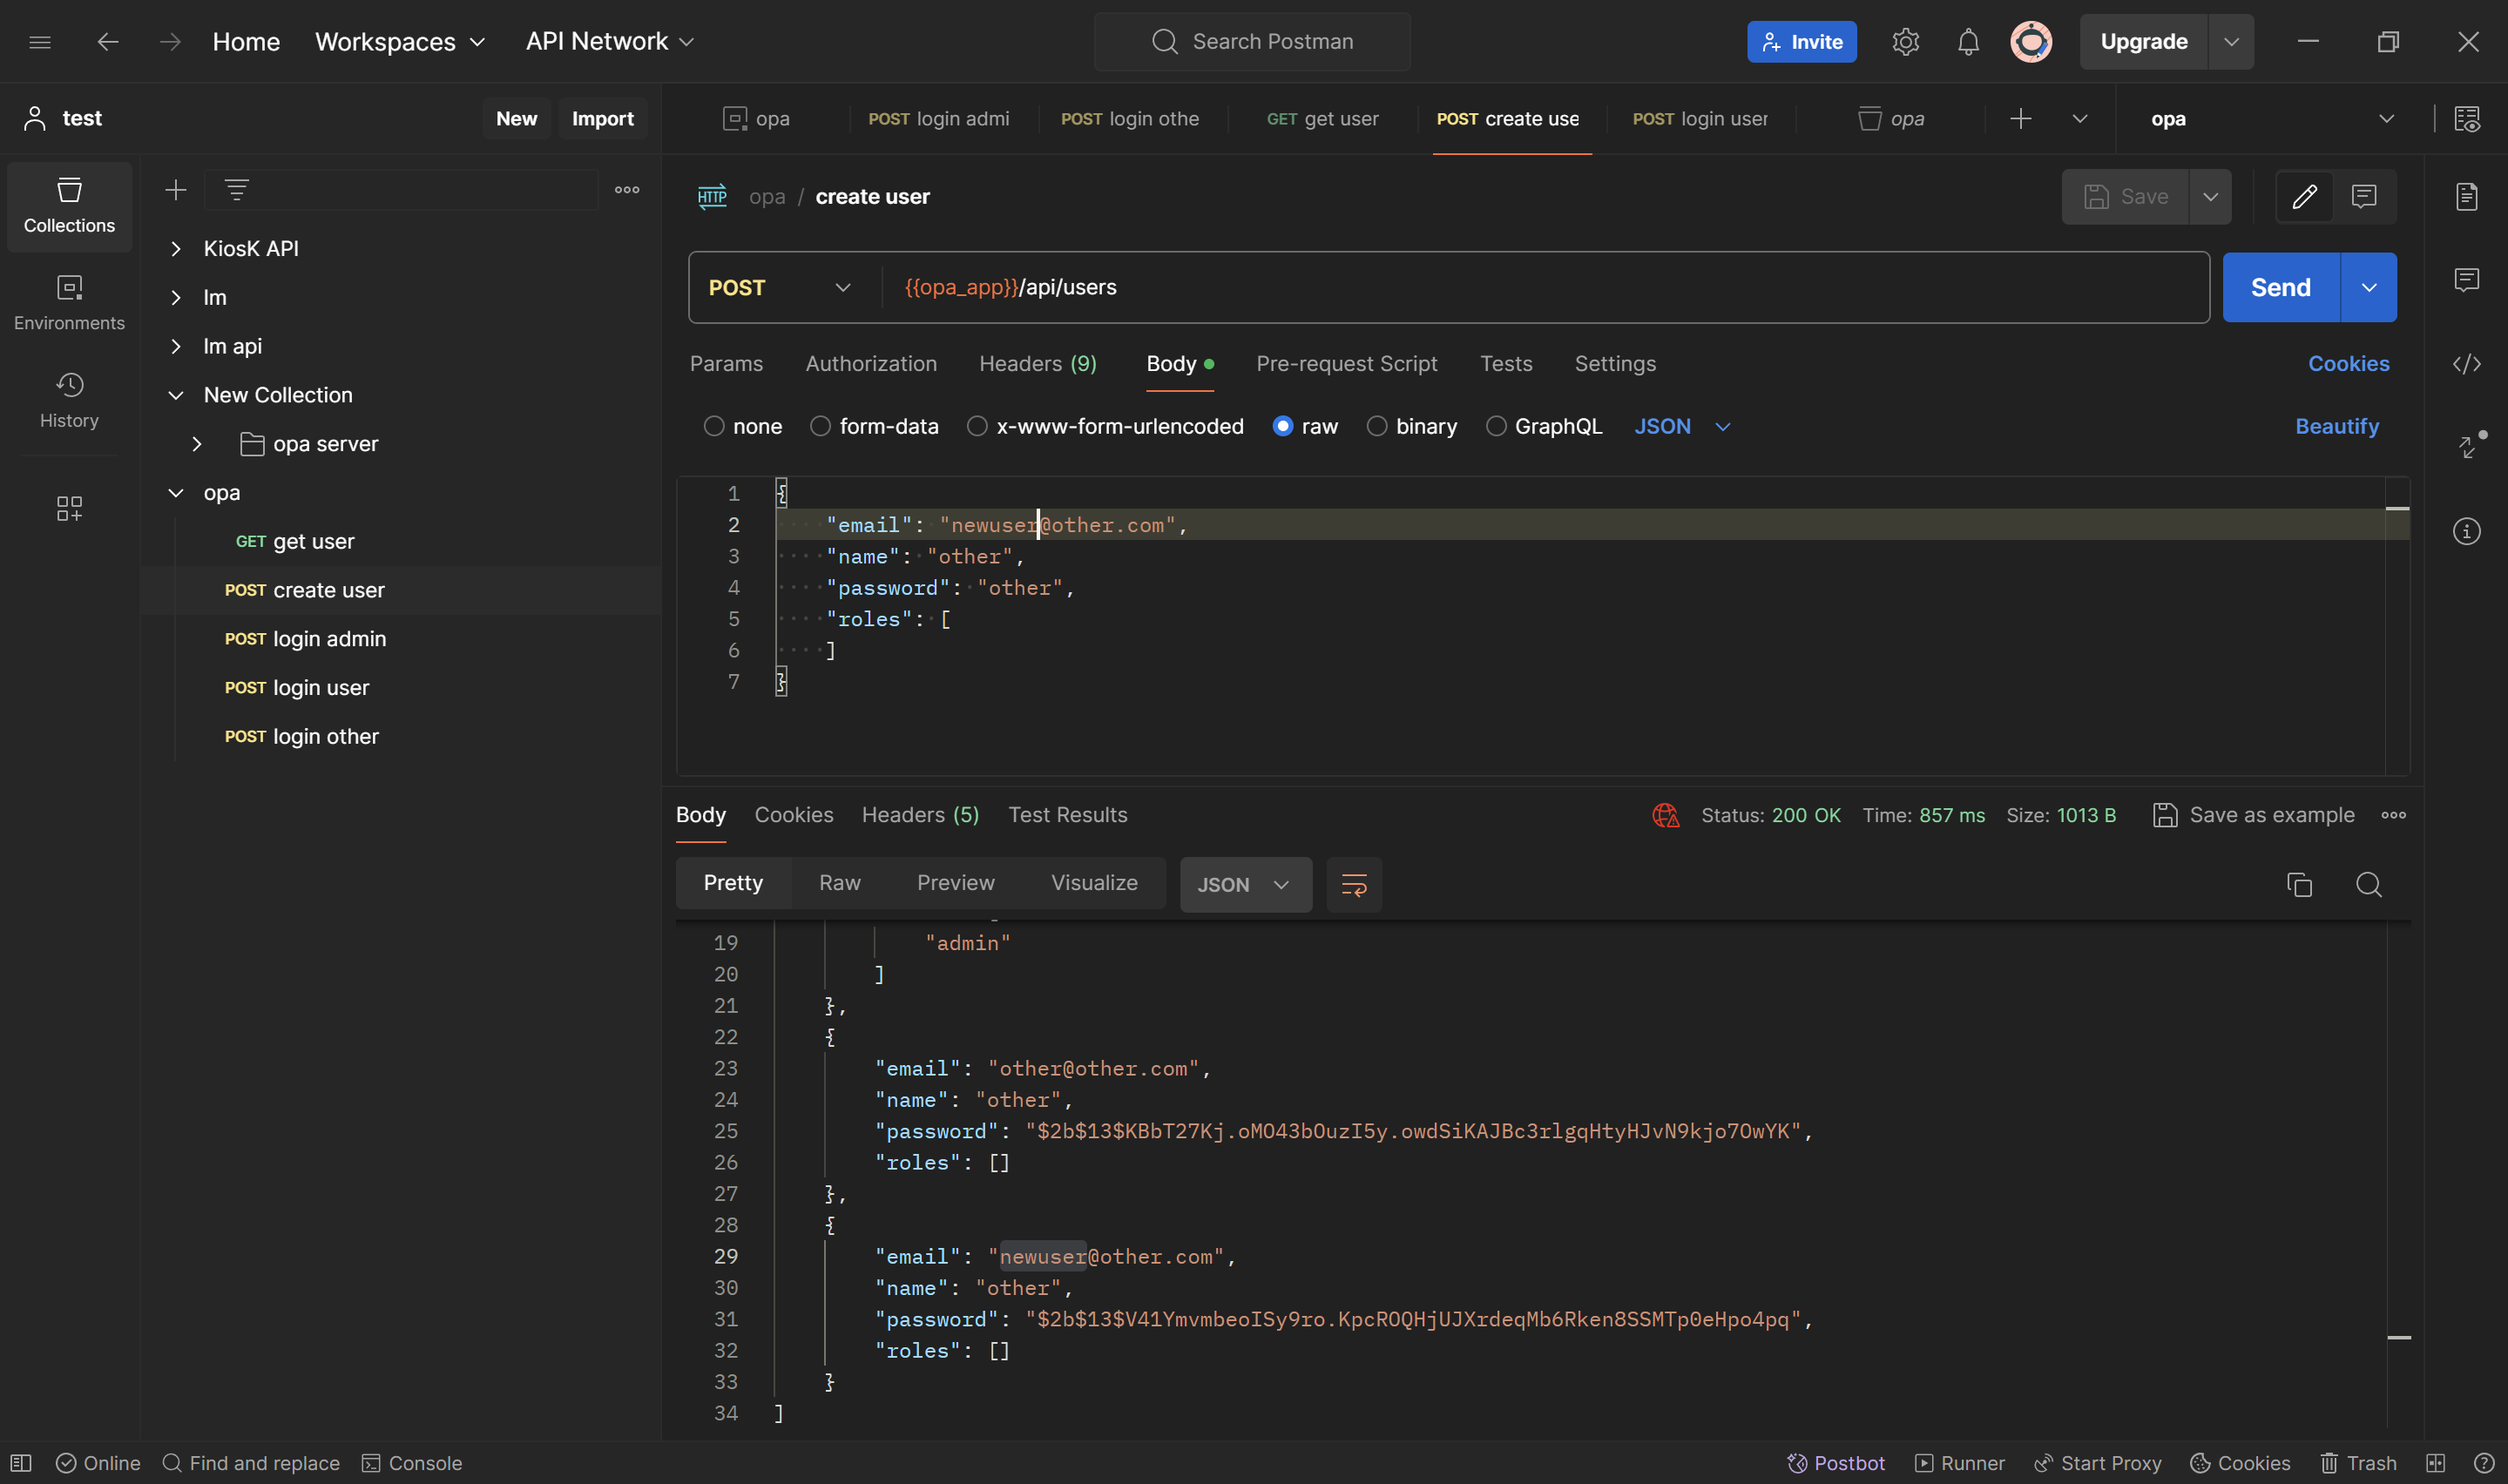 Home Workspaces API Network Search Postman Invite Upgrade
test New Import
opa POST login admi POST login othe GET get user POST create use POST login user opa opa
Collections
Environments
History
KiosK API
lm
lm api
New Collection
opa server
opa
GET get user
POST create user
POST login admin
POST login user
POST login other
HTTP opa / create user Save
POST {{opa_app}}/api/users Send
Params Authorization Headers (9) Body Pre-request Script Tests Settings Cookies
none form-data x-www-form-urlencoded raw binary GraphQL JSON Beautify
1 {
2 "email": "newuser@other.com",
3 "name": "other",
4 "password": "other",
5 "roles": [
6 ]
7 }
Body Cookies Headers (5) Test Results Status: 200 OK Time: 857 ms Size: 1013 B Save as example
Pretty Raw Preview Visualize JSON
19 "admin"
20 ]
21 },
22 {
23 "email": "other@other.com",
24 "name": "other",
25 "password": "$2b$13$KBbT27Kj.oMO43bOuzI5y.owdSiKAJBc3rlgqHtyHJvN9kjo7OwYK",
26 "roles": []
27 },
28 {
29 "email": "newuser@other.com",
30 "name": "other",
31 "password": "$2b$13$V41YmvmbeoISy9ro.KpcROQHjUJXrdeqMb6Rken8SSMTp0eHpo4pq",
32 "roles": []
33 }
34 ]
Online Find and replace Console Postbot Runner Start Proxy Cookies Trash